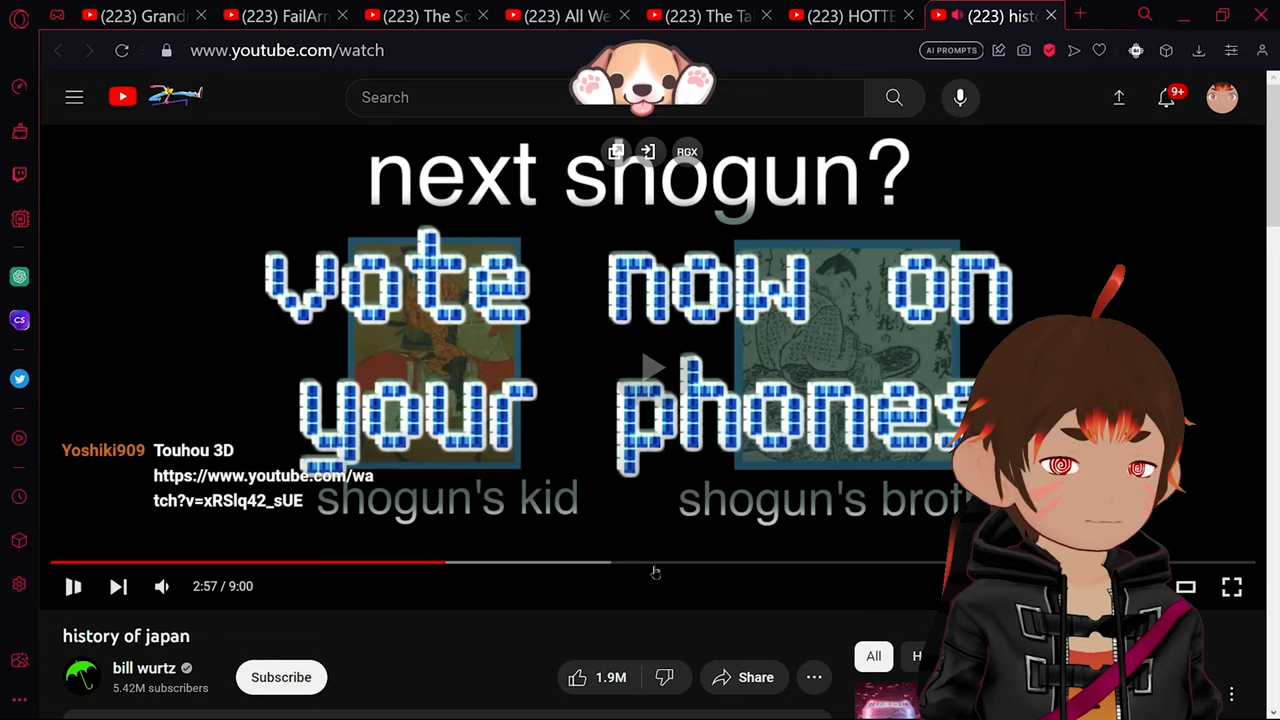 (223) Grand
(223) FailArm
(223) The Sc
(223) All We
(223) The Ta
(223) HOTTE
(223) hist
www.youtube.com/watch
AI PROMPTS
Search
9+
RGX
next shogun?
vote now on
your phones
Yoshiki909 Touhou 3D
https://www.youtube.com/wa
tch?v=xRSlq42_sUE
shogun's kid
shogun's broth
2:57 / 9:00
history of japan
bill wurtz
5.42M subscribers
Subscribe
1.9M
Share
All
H